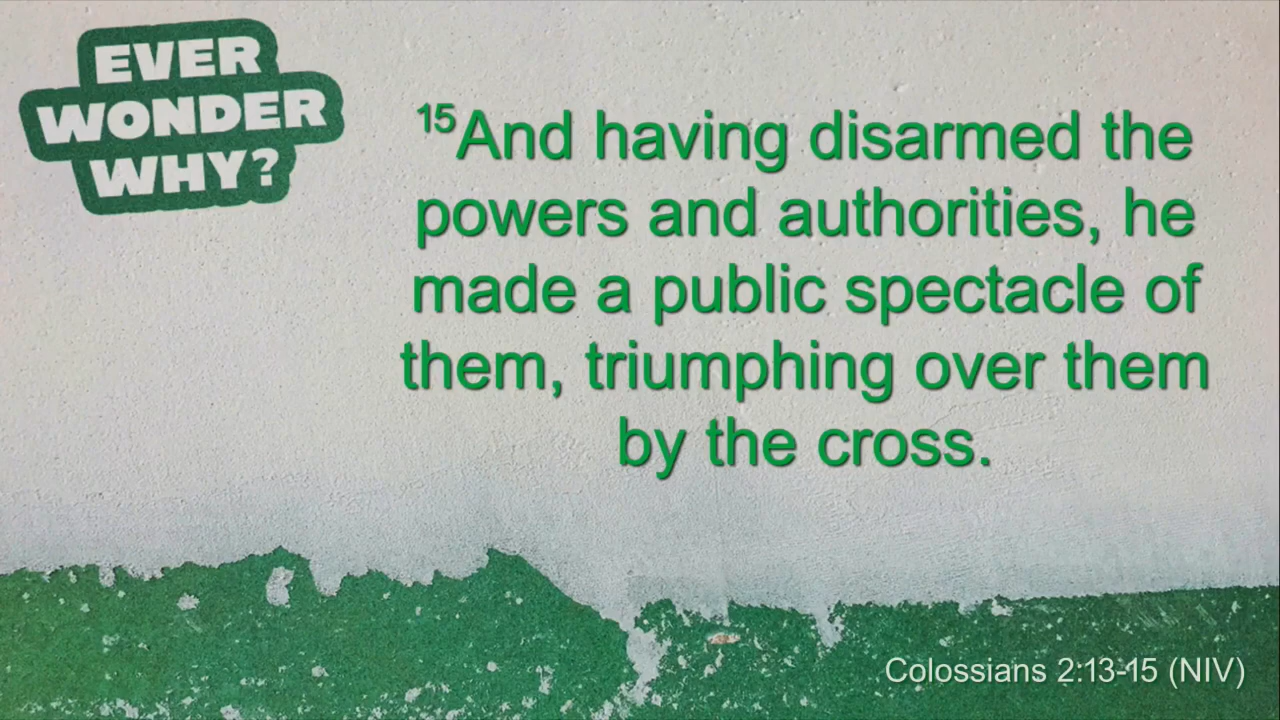 EVER
WONDER
WHY?
¹⁵And having disarmed the
powers and authorities, he
made a public spectacle of
them, triumphing over them
by the cross.
Colossians 2:13-15 (NIV)